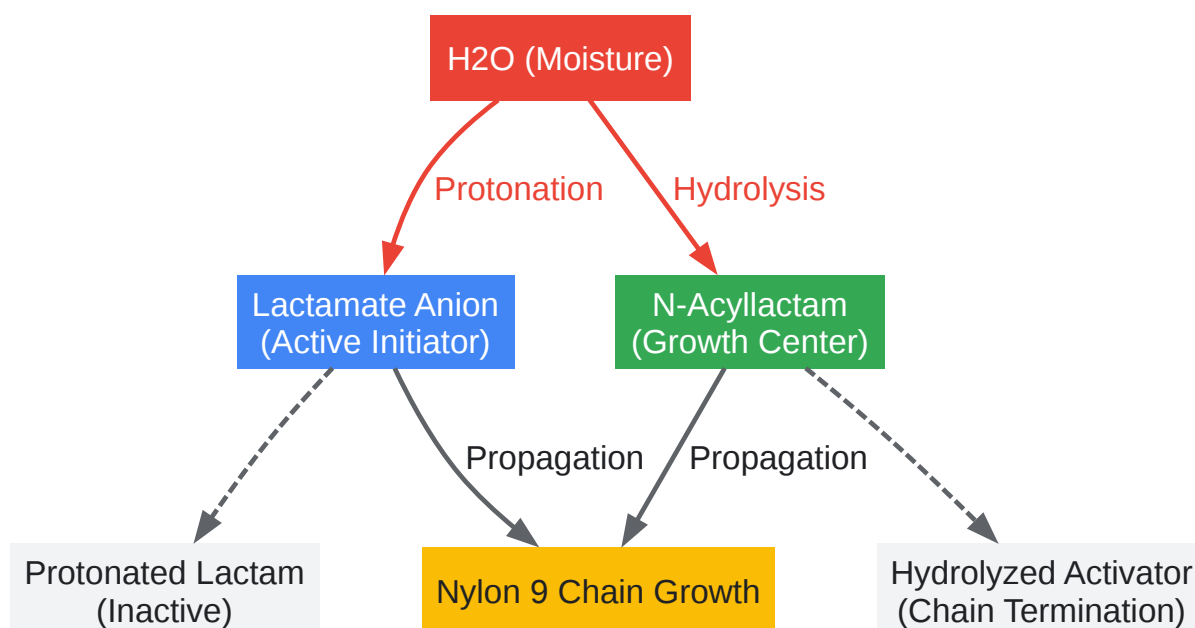 H2O (Moisture)
Protonation
Hydrolysis
Lactamate Anion
(Active Initiator)
N-Acyllactam
(Growth Center)
Propagation
Propagation
Protonated Lactam
(Inactive)
Nylon 9 Chain Growth
Hydrolyzed Activator
(Chain Termination)